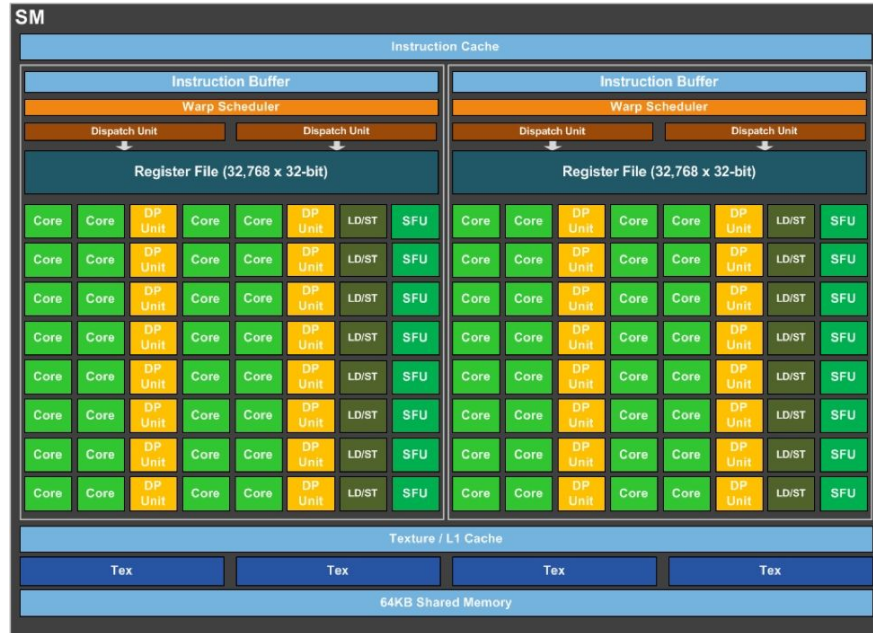 SM
Instruction Cache
Instruction Buffer Instruction Buffer
Warp Scheduler Warp Scheduler
Dispatch Unit Dispatch Unit Dispatch Unit Dispatch Unit
Register File (32,768 x 32-bit) Register File (32,768 x 32-bit)
Core Core DP Unit Core Core DP Unit LD/ST SFU Core Core DP Unit Core Core DP Unit LD/ST SFU
Core Core DP Unit Core Core DP Unit LD/ST SFU Core Core DP Unit Core Core DP Unit LD/ST SFU
Core Core DP Unit Core Core DP Unit LD/ST SFU Core Core DP Unit Core Core DP Unit LD/ST SFU
Core Core DP Unit Core Core DP Unit LD/ST SFU Core Core DP Unit Core Core DP Unit LD/ST SFU
Core Core DP Unit Core Core DP Unit LD/ST SFU Core Core DP Unit Core Core DP Unit LD/ST SFU
Core Core DP Unit Core Core DP Unit LD/ST SFU Core Core DP Unit Core Core DP Unit LD/ST SFU
Core Core DP Unit Core Core DP Unit LD/ST SFU Core Core DP Unit Core Core DP Unit LD/ST SFU
Core Core DP Unit Core Core DP Unit LD/ST SFU Core Core DP Unit Core Core DP Unit LD/ST SFU
Texture / L1 Cache
Tex Tex Tex Tex
64KB Shared Memory